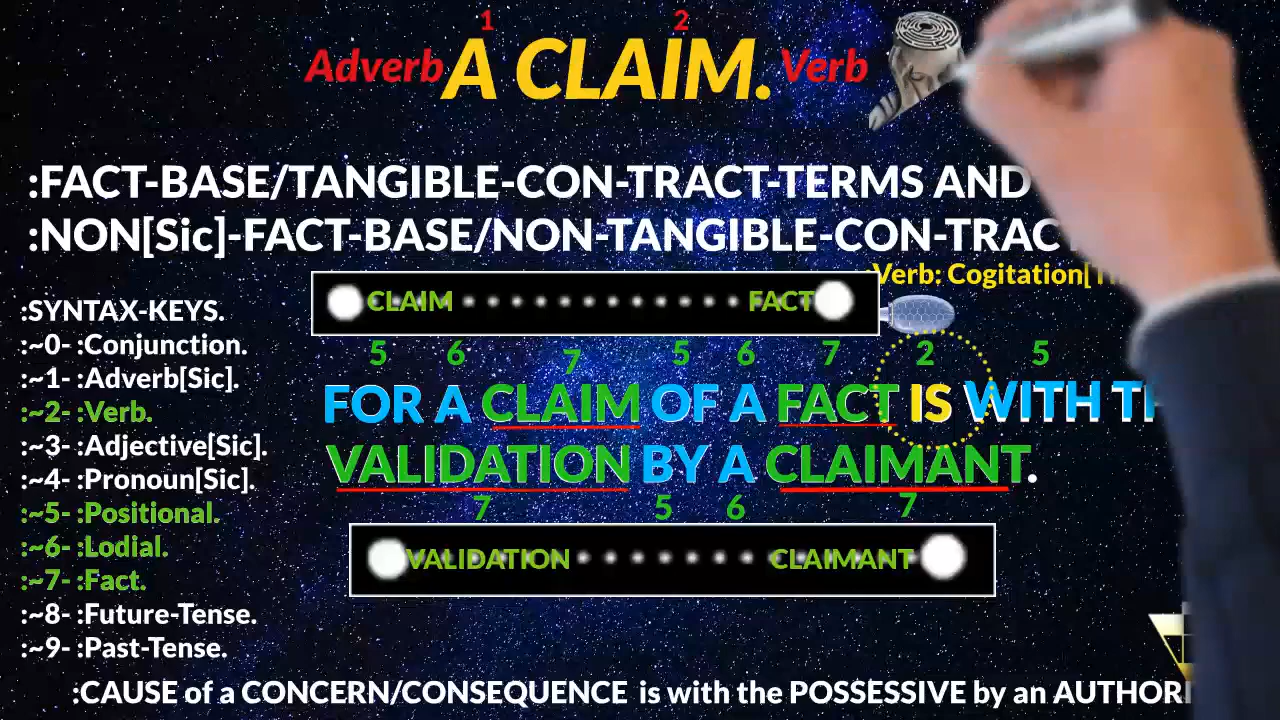 1 2
Adverb A CLAIM. Verb
:FACT-BASE/TANGIBLE-CON-TRACT-TERMS AND
:NON[Sic]-FACT-BASE/NON-TANGIBLE-CON-TRAC
:Verb: Cogitation[
CLAIM FACT
5 6 7 5 6 7 2 5
FOR A CLAIM OF A FACT IS WITH
VALIDATION BY A CLAIMANT.
7 5 6 7
VALIDATION CLAIMANT
:SYNTAX-KEYS.
:~0- :Conjunction.
:~1- :Adverb[Sic].
:~2- :Verb.
:~3- :Adjective[Sic].
:~4- :Pronoun[Sic].
:~5- :Positional.
:~6- :Lodial.
:~7- :Fact.
:~8- :Future-Tense.
:~9- :Past-Tense.
:CAUSE of a CONCERN/CONSEQUENCE is with the POSSESSIVE by an AUTHORI